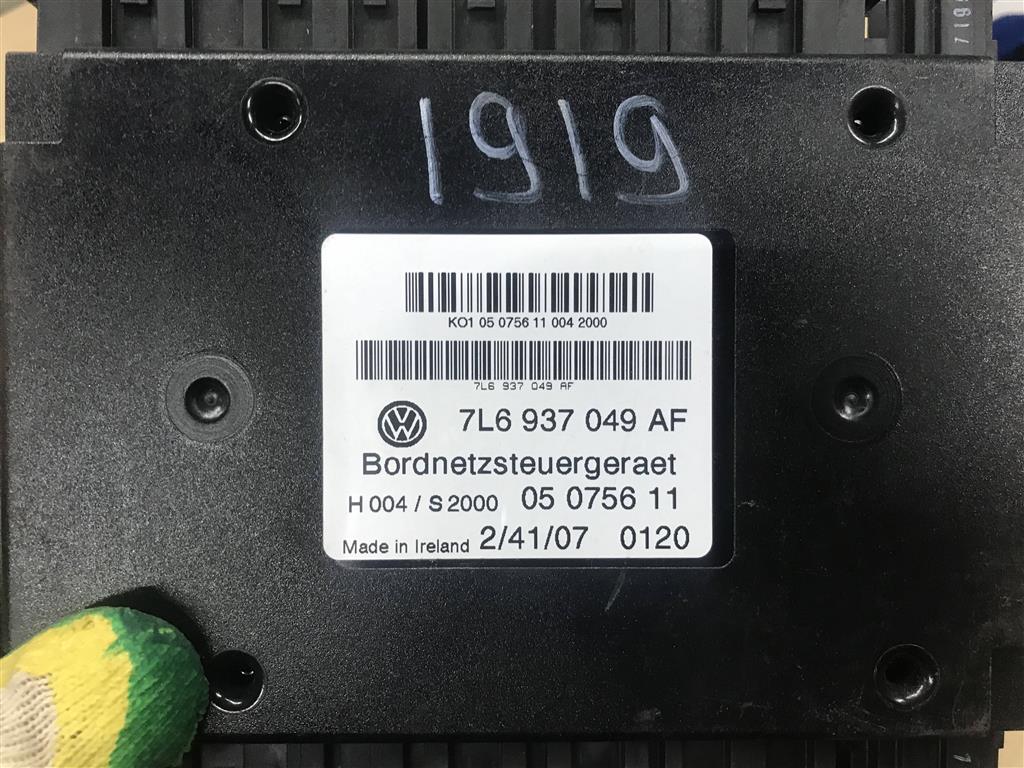 1919
KO1 05 0756 11 004 2000
7L6 937 049 AF
7L6 937 049 AF
Bordnetzsteuergeraet
H 004 / S 2000 05 0756 11
Made in Ireland 2/41/07 0120